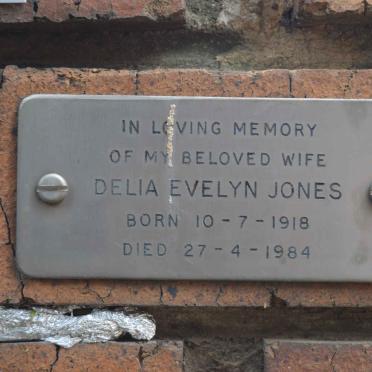 IN LOVING MEMORY
OF MY BELOVED WIFE
DELIA EVELYN JONES
BORN 10-7-1918
DIED 27-4-1984